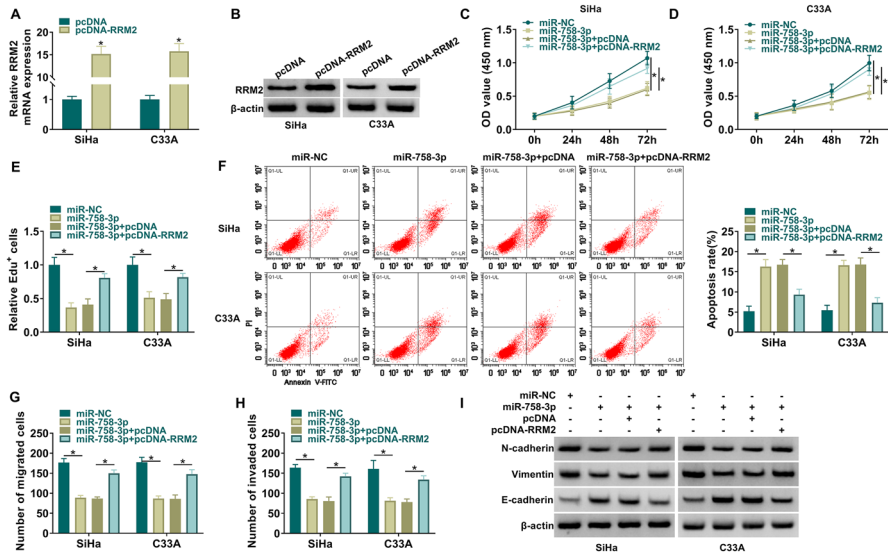 A
pcDNA
pcDNA-RRM2
Relative RRM2
mRNA expression
20
15
10
1
0
*
*
SiHa
C33A
B
pcDNA
pcDNA-RRM2
pcDNA
pcDNA-RRM2
RRM2
β-actin
SiHa
C33A
C
SiHa
miR-NC
miR-758-3p
miR-758-3p+pcDNA
miR-758-3p+pcDNA-RRM2
OD value (450 nm)
1.5
1.0
0.5
0.0
0h
24h
48h
72h
*
*
D
C33A
miR-NC
miR-758-3p
miR-758-3p+pcDNA
miR-758-3p+pcDNA-RRM2
OD value (450 nm)
1.5
1.0
0.5
0.0
0h
24h
48h
72h
*
*
E
miR-NC
miR-758-3p
miR-758-3p+pcDNA
miR-758-3p+pcDNA-RRM2
Relative Edu+ cells
1.5
1.0
0.5
0.0
*
*
*
*
SiHa
C33A
F
miR-NC
miR-758-3p
miR-758-3p+pcDNA
miR-758-3p+pcDNA-RRM2
SiHa
C33A
Q1-UL
Q1-UR
Q1-LL
Q1-LR
PI
Annexin V-FITC
miR-NC
miR-758-3p
miR-758-3p+pcDNA
miR-758-3p+pcDNA-RRM2
Apoptosis rate(%)
25
20
15
10
5
0
*
*
*
*
SiHa
C33A
G
miR-NC
miR-758-3p
miR-758-3p+pcDNA
miR-758-3p+pcDNA-RRM2
Number of migrated cells
300
250
200
150
100
50
0
*
*
*
*
SiHa
C33A
H
miR-NC
miR-758-3p
miR-758-3p+pcDNA
miR-758-3p+pcDNA-RRM2
Number of invaded cells
300
250
200
150
100
50
0
*
*
*
*
SiHa
C33A
I
miR-NC + - - - + - - -
miR-758-3p - + + + - + + +
pcDNA - - + - - - + -
pcDNA-RRM2 - - - + - - - +
N-cadherin
Vimentin
E-cadherin
β-actin
SiHa
C33A